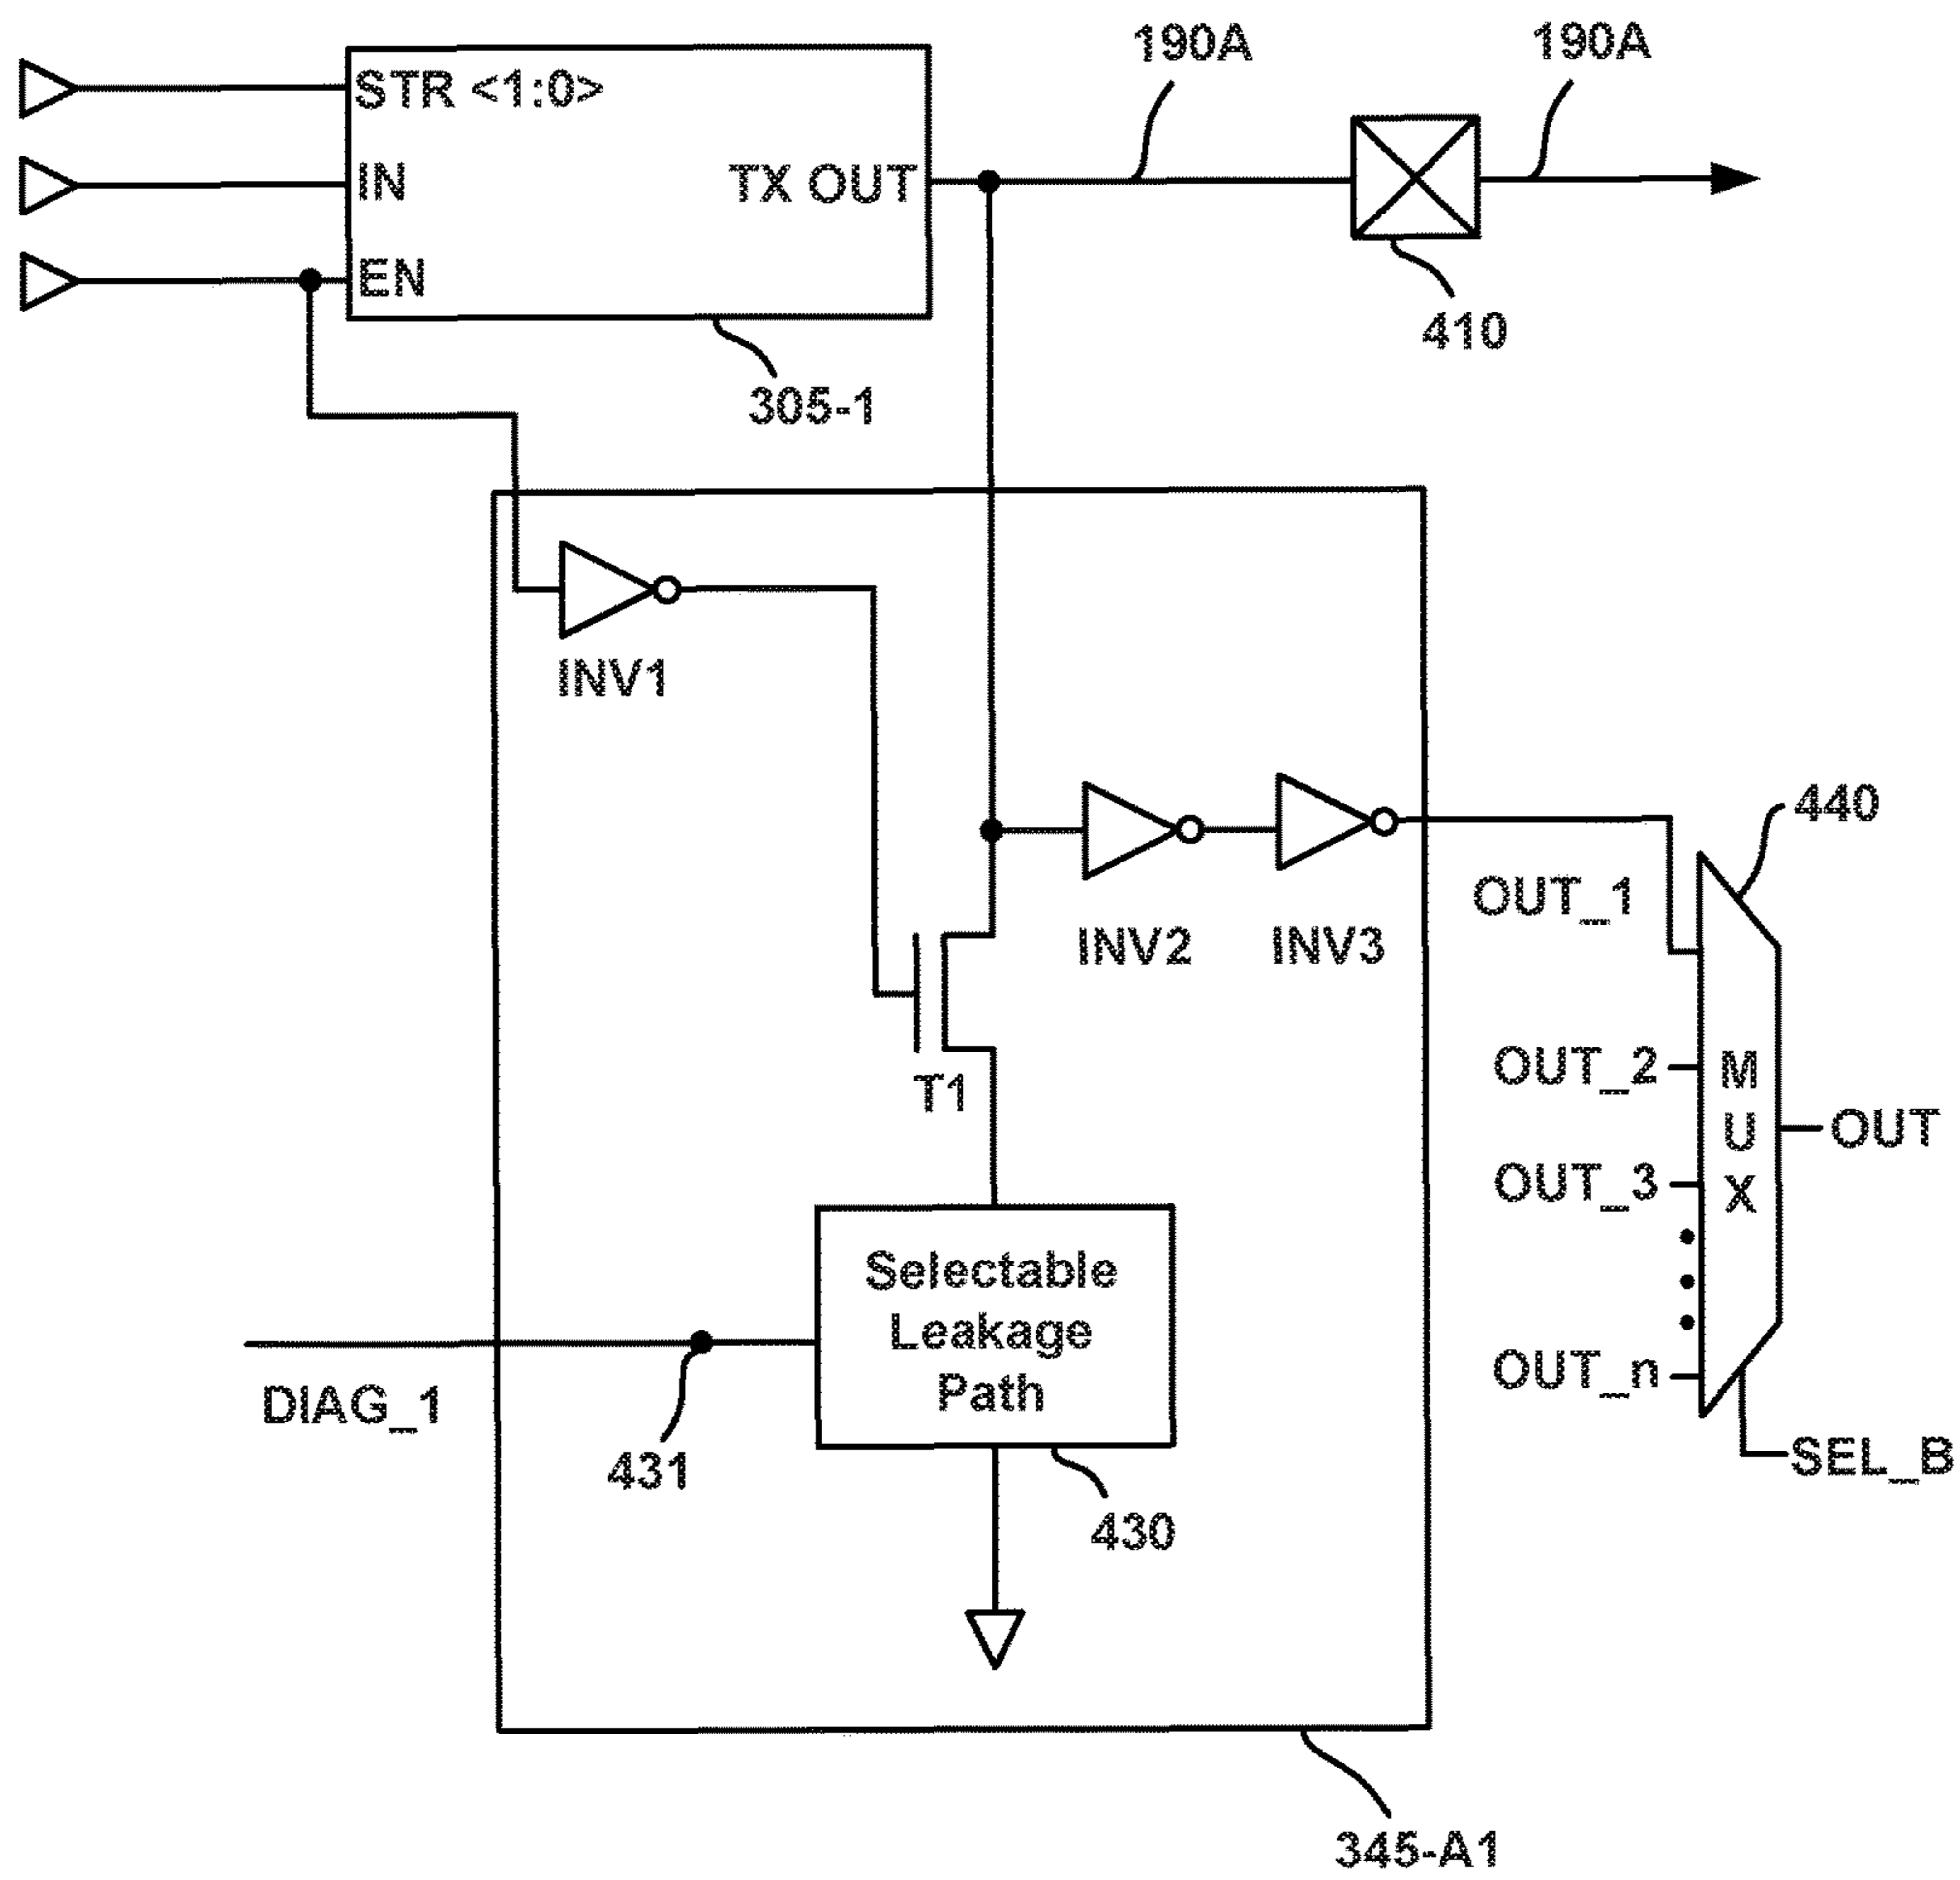 190A
190A
STR <1:0>
IN
TX OUT
EN
410
305-1
INV1
440
OUT_1
INV2
INV3
OUT_2
M
U
X
T1
OUT
OUT_3
Selectable
Leakage
Path
OUT_n
DIAG_1
431
SEL_B
430
345-A1